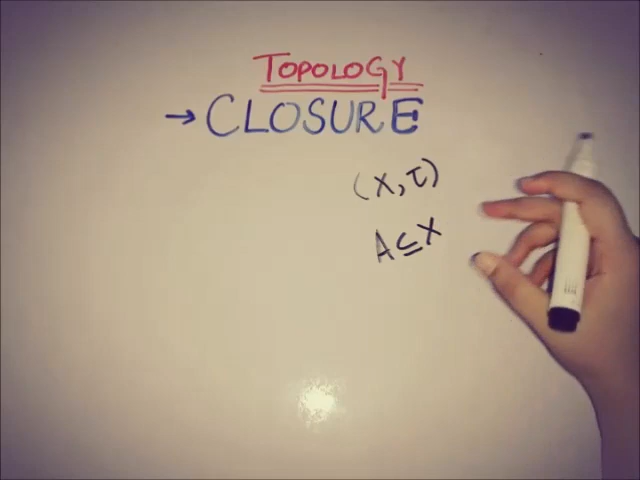 TOPOLOGY
→ CLOSURE
(X, τ)
A ⊆ X